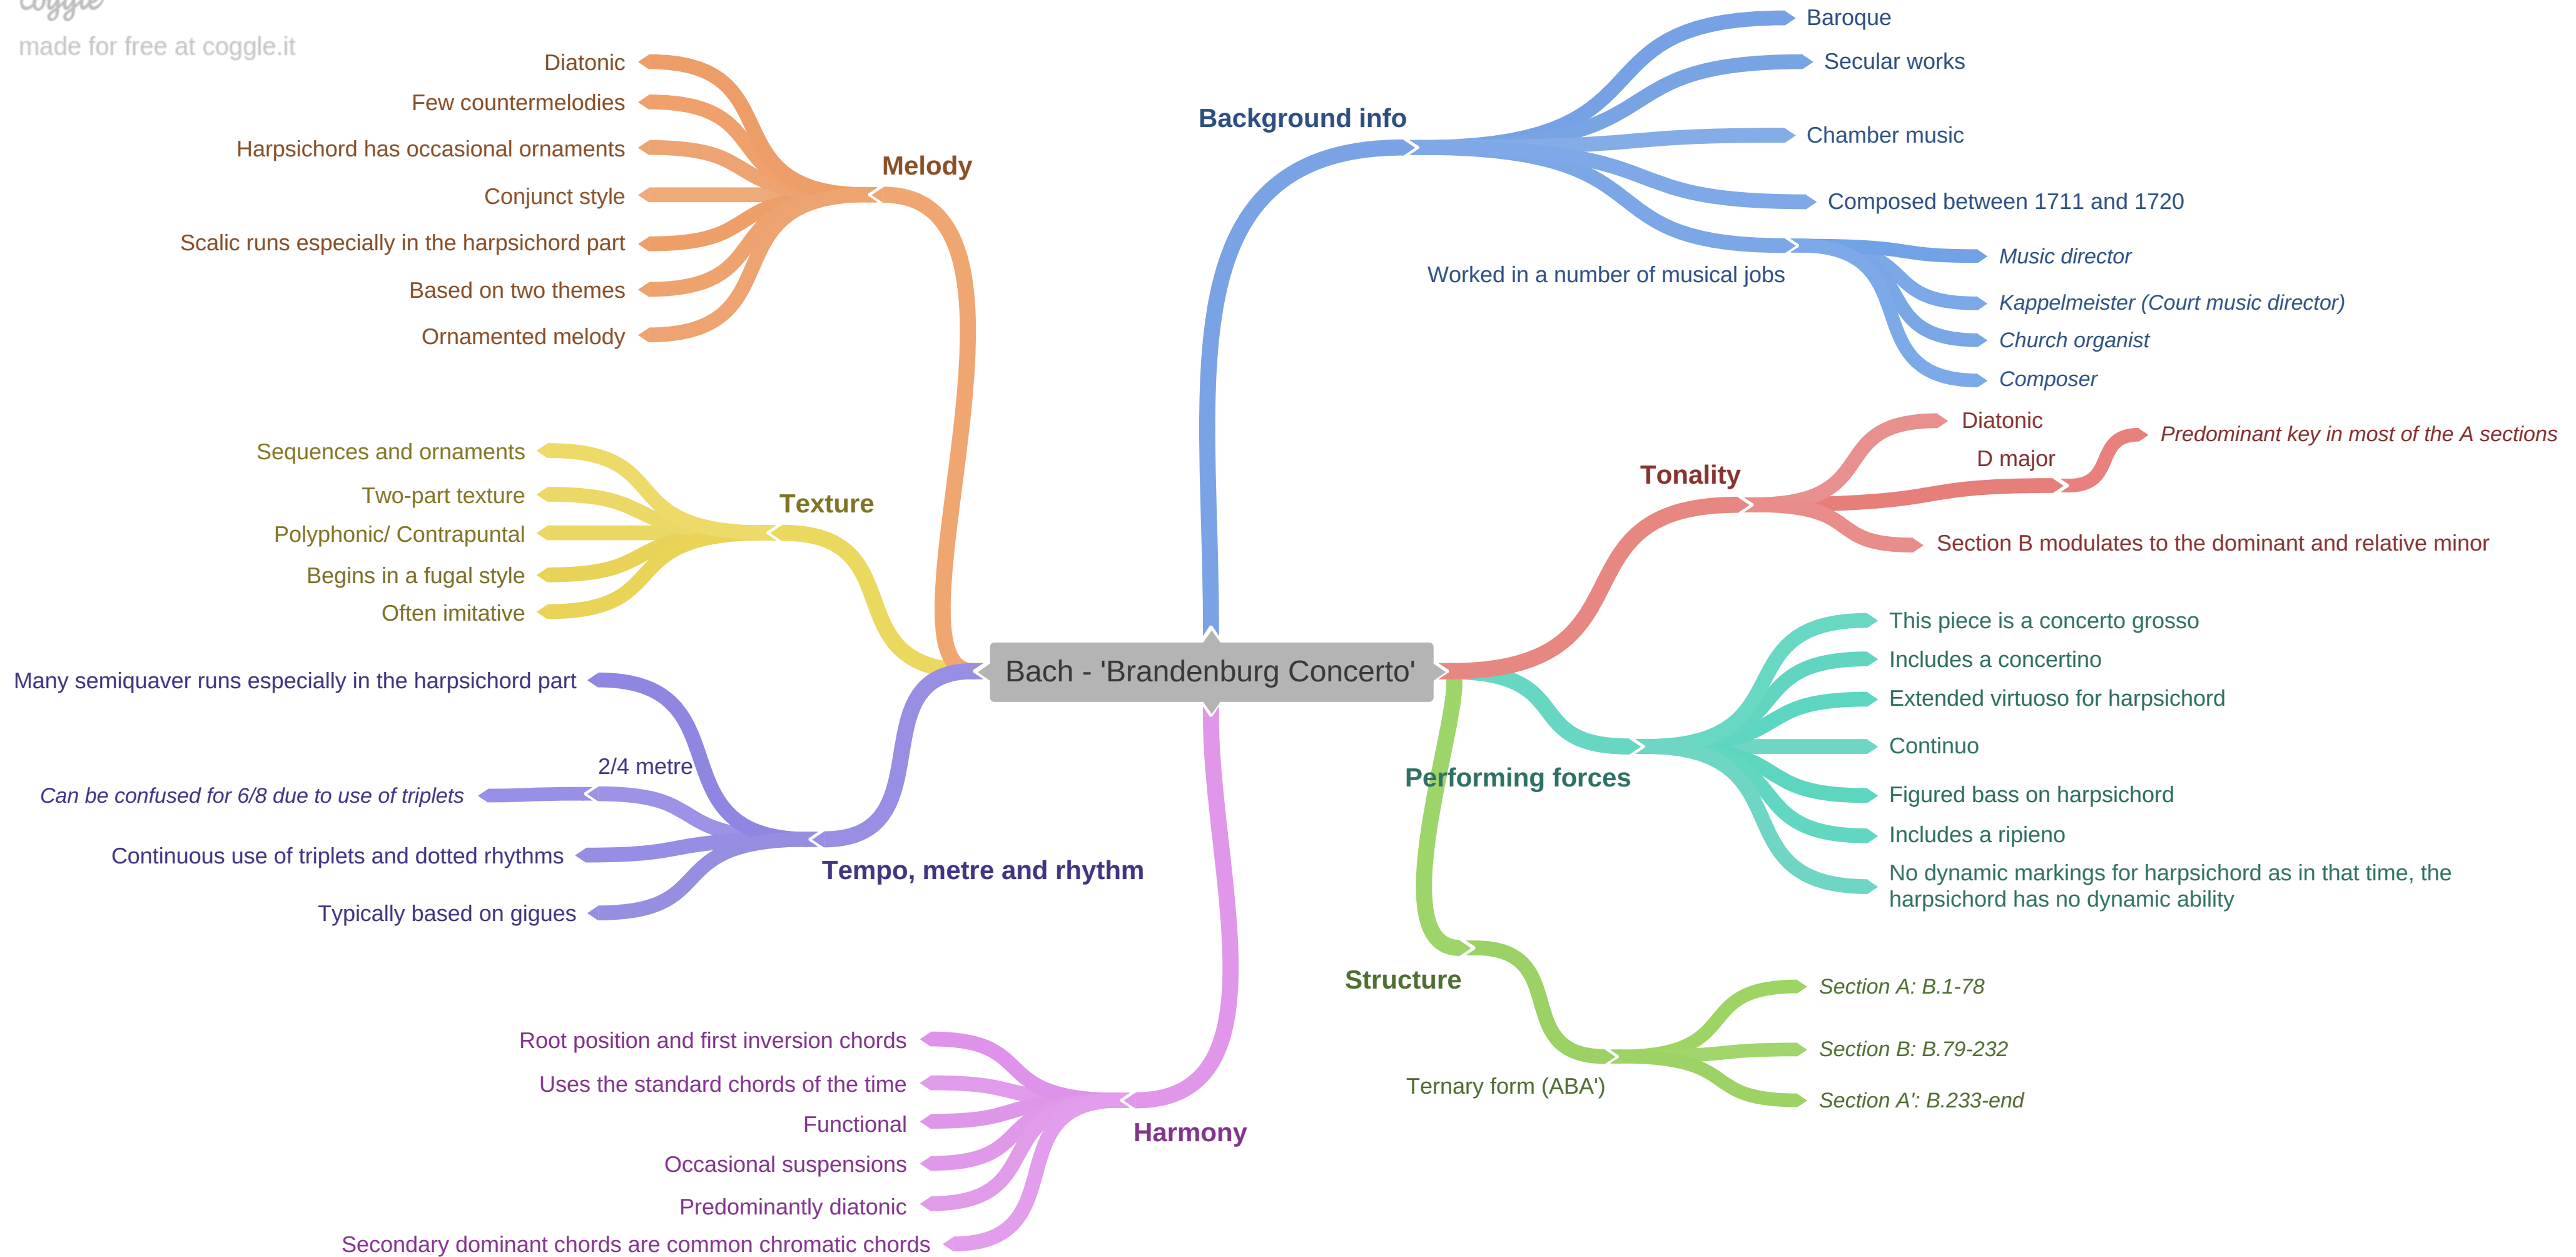 Coggle
made for free at coggle.it
Bach - 'Brandenburg Concerto'
Melody
Diatonic
Few countermelodies
Harpsichord has occasional ornaments
Conjunct style
Scalic runs especially in the harpsichord part
Based on two themes
Ornamented melody
Texture
Sequences and ornaments
Two-part texture
Polyphonic/ Contrapuntal
Begins in a fugal style
Often imitative
Tempo, metre and rhythm
Many semiquaver runs especially in the harpsichord part
2/4 metre
Can be confused for 6/8 due to use of triplets
Continuous use of triplets and dotted rhythms
Typically based on gigues
Harmony
Root position and first inversion chords
Uses the standard chords of the time
Functional
Occasional suspensions
Predominantly diatonic
Secondary dominant chords are common chromatic chords
Background info
Baroque
Secular works
Chamber music
Composed between 1711 and 1720
Worked in a number of musical jobs
Music director
Kappelmeister (Court music director)
Church organist
Composer
Tonality
Diatonic
D major
Predominant key in most of the A sections
Section B modulates to the dominant and relative minor
Performing forces
This piece is a concerto grosso
Includes a concertino
Extended virtuoso for harpsichord
Continuo
Figured bass on harpsichord
Includes a ripieno
No dynamic markings for harpsichord as in that time, the
harpsichord has no dynamic ability
Structure
Ternary form (ABA')
Section A: B.1-78
Section B: B.79-232
Section A': B.233-end